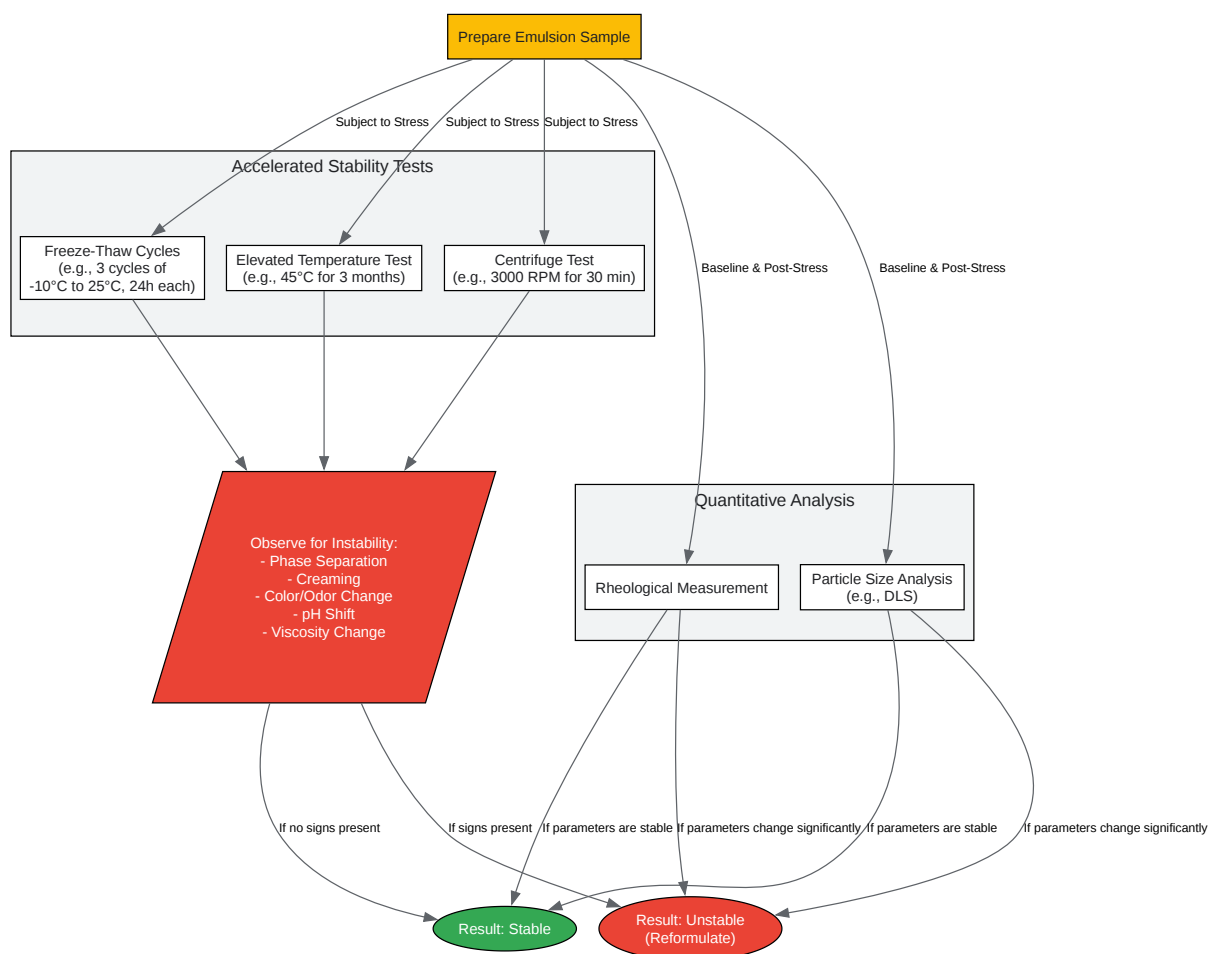 Prepare Emulsion Sample
Subject to Stress
Subject to Stress
Subject to Stress
Accelerated Stability Tests
Freeze-Thaw Cycles
(e.g., 3 cycles of
-10°C to 25°C, 24h each)
Elevated Temperature Test
(e.g., 45°C for 3 months)
Centrifuge Test
(e.g., 3000 RPM for 30 min)
Baseline & Post-Stress
Baseline & Post-Stress
Observe for Instability:
- Phase Separation
- Creaming
- Color/Odor Change
- pH Shift
- Viscosity Change
Quantitative Analysis
Rheological Measurement
Particle Size Analysis
(e.g., DLS)
If no signs present
If signs present
If parameters are stable
If parameters change significantly
If parameters are stable
If parameters change significantly
Result: Stable
Result: Unstable
(Reformulate)